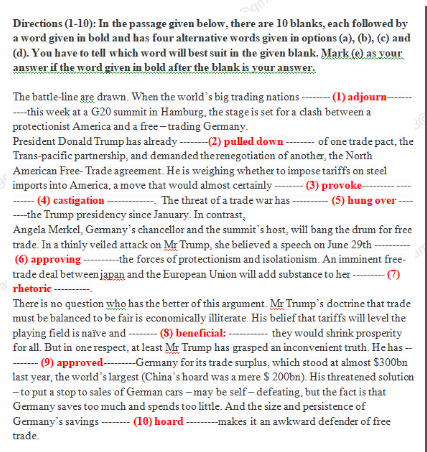 Directions (1-10): In the passage given below, there are 10 blanks, each followed by
a word given in bold and has four alternative words given in options (a), (b), (c) and
(d). You have to tell which word will best suit in the given blank. Mark (e) as your
answer if the word given in bold after the blank is your answer.
The battle-line are drawn. When the world's big trading nations -------- (1) adjourn-------
----this week at a G20 summit in Hamburg, the stage is set for a clash between a
protectionist America and a free – trading Germany.
President Donald Trump has already --------(2) pulled down -------- of one trade pact, the
Trans-pacific partnership, and demanded therenegotiation of another, the North
American Free- Trade agreement. He is weighing whether to impose tariffs on steel
imports into America, a move that would almost certainly -------- (3) provoke--------- ----
------ (4) castigation -------------. The threat of a trade war has --------- (5) hung over ----
----the Trump presidency since January. In contrast,
Angela Merkel, Germany's chancellor and the summit's host, will bang the drum for free
trade. In a thinly veiled attack on Mr Trump, she believed a speech on June 29th ----------
(6) approving ----------the forces of protectionism and isolationism. An imminent free-
trade deal between japan and the European Union will add substance to her --------- (7)
rhetoric ----------.
There is no question who has the better of this argument. Mr Trump's doctrine that trade
must be balanced to be fair is economically illiterate. His belief that tariffs will level the
playing field is naïve and -------- (8) beneficial: ----------- they would shrink prosperity
for all. But in one respect, at least Mr Trump has grasped an inconvenient truth. He has --
------- (9) approved---------Germany for its trade surplus, which stood at almost $300bn
last year, the world's largest (China's hoard was a mere $ 200bn). His threatened solution
– to put a stop to sales of German cars – may be self – defeating, but the fact is that
Germany saves too much and spends too little. And the size and persistence of
Germany's savings -------- (10) hoard ---------makes it an awkward defender of free
trade.